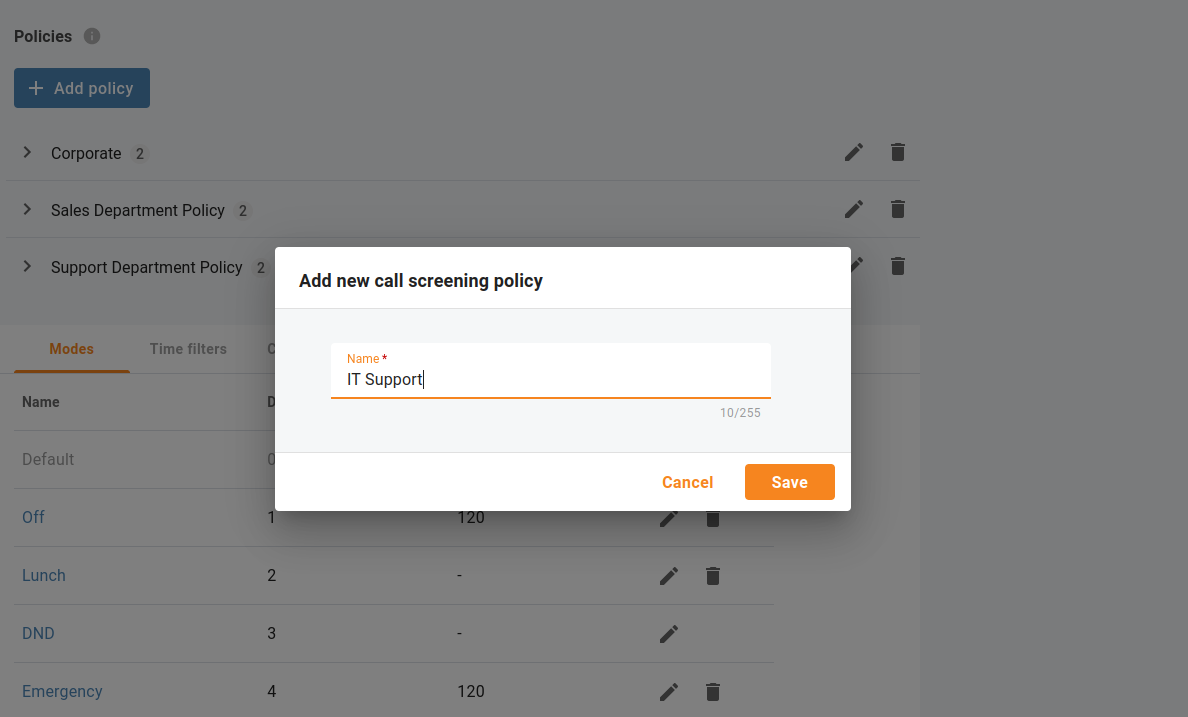 Policies
Add policy
Corporate 2
Sales Department Policy 2
Support Department Policy 2
Add new call screening policy
Name *
IT Support
10/255
Cancel Save
Modes Time filters C
Name D
Default 0
Off 1 120
Lunch 2 -
DND 3 -
Emergency 4 120